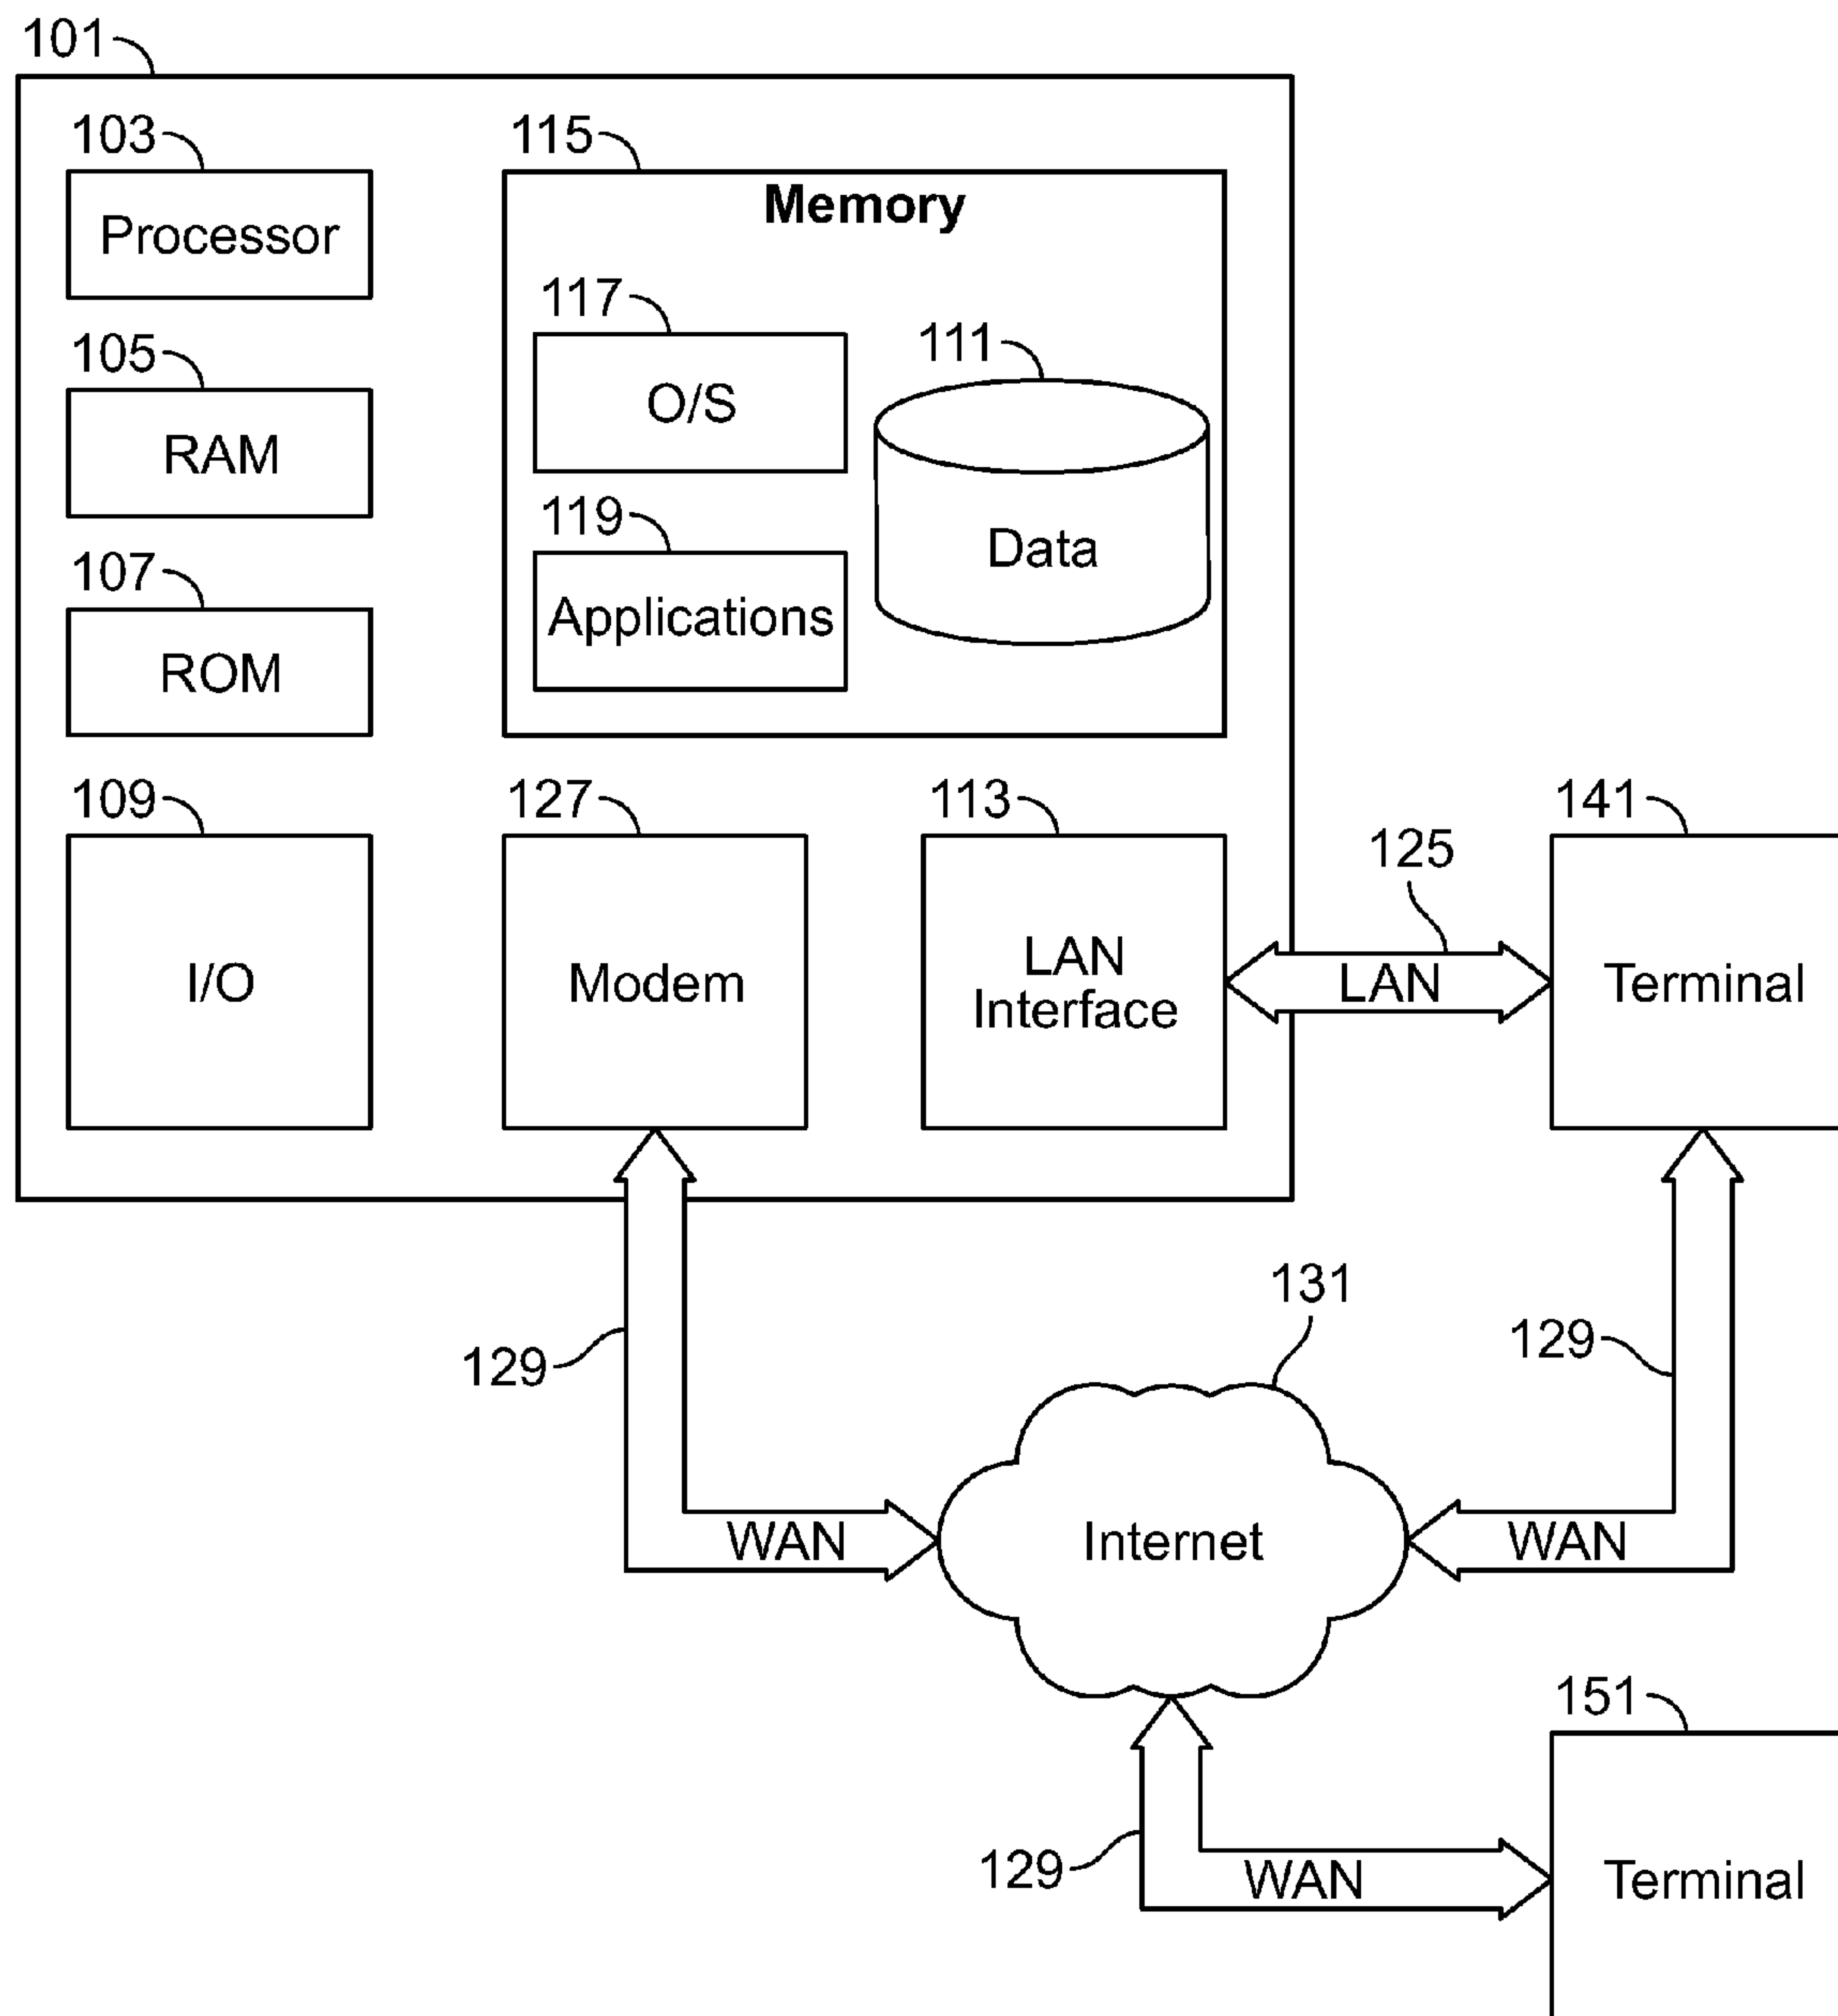 101
103
115
Processor
Memory
117
111
105
O/S
RAM
119
Data
107
Applications
ROM
109
127
113
141
125
I/O
Modem
LAN
Interface
LAN
Terminal
131
129
129
WAN
Internet
WAN
151
129
WAN
Terminal